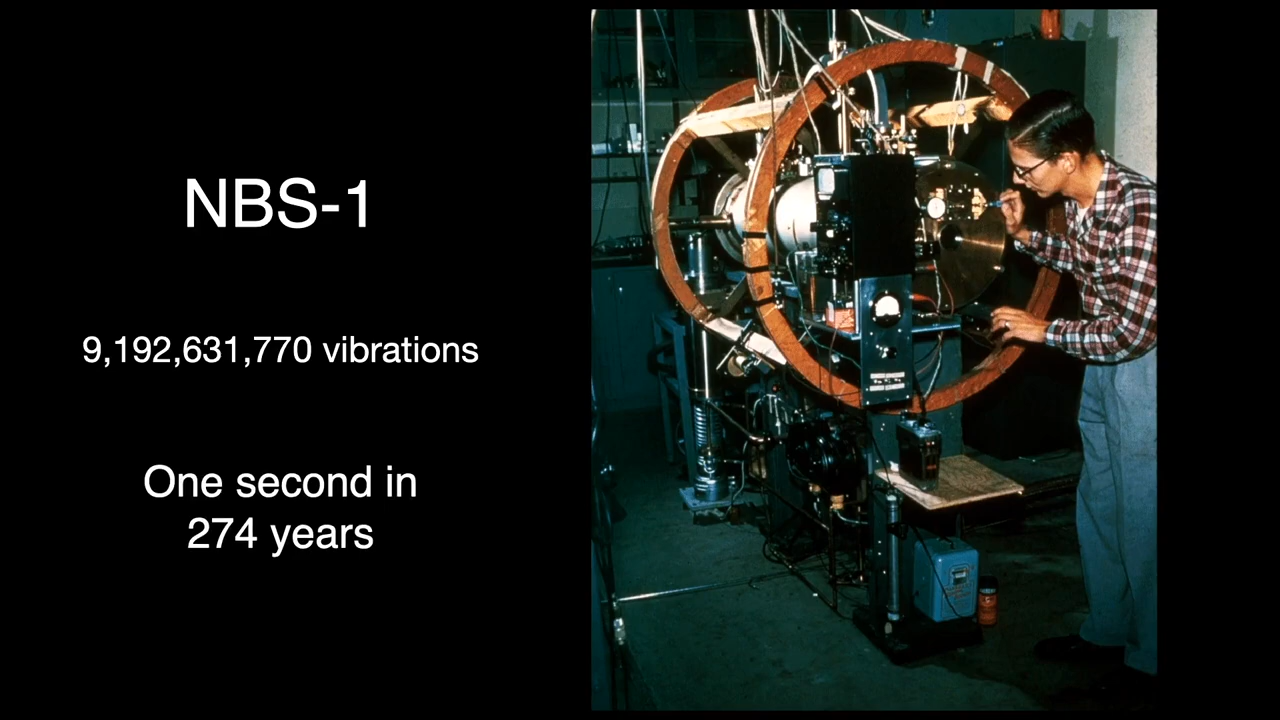 NBS-1
9,192,631,770 vibrations
One second in
274 years